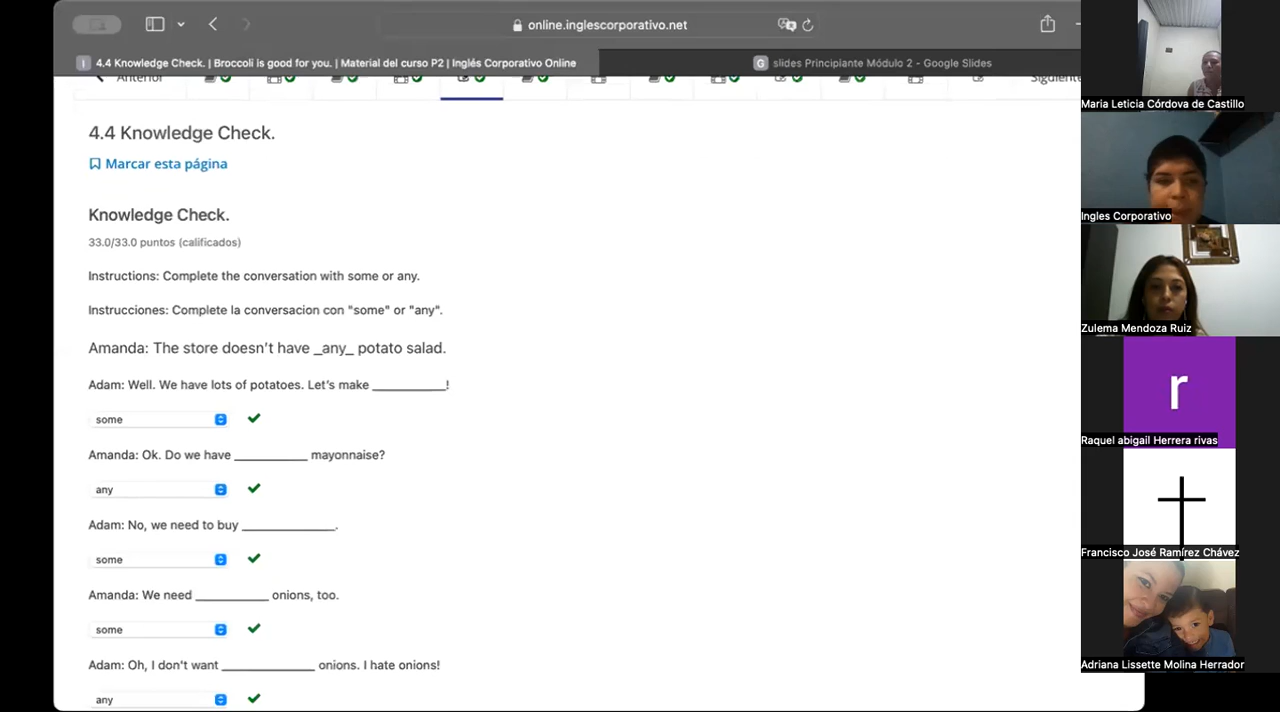 online.inglescorporativo.net
4.4 Knowledge Check. | Broccoli is good for you. | Material del curso P2 | Inglés Corporativo Online
G slides Principiante Módulo 2 - Google Slides
Anterior
Siguiente
4.4 Knowledge Check.
Marcar esta página
Knowledge Check.
33.0/33.0 puntos (calificados)
Instructions: Complete the conversation with some or any.
Instrucciones: Complete la conversacion con "some" or "any".
Amanda: The store doesn't have _any_ potato salad.
Adam: Well. We have lots of potatoes. Let's make ___________!
some
Amanda: Ok. Do we have ___________ mayonnaise?
any
Adam: No, we need to buy ______________.
some
Amanda: We need ___________ onions, too.
some
Adam: Oh, I don't want ______________ onions. I hate onions!
any
Maria Leticia Córdova de Castillo
Ingles Corporativo
Zulema Mendoza Ruiz
r
Raquel abigail Herrera rivas
Francisco José Ramírez Chávez
Adriana Lissette Molina Herrador